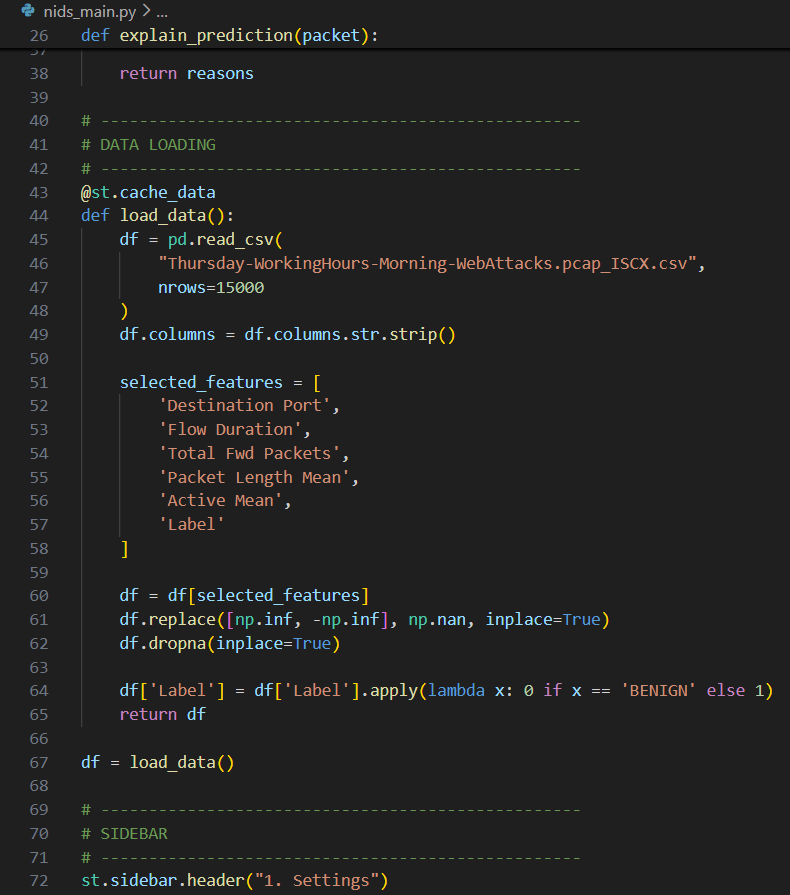 nids_main.py > ...
26 def explain_prediction(packet):
37
38 return reasons
39
40 # ------------------------------------------------
41 # DATA LOADING
42 # ------------------------------------------------
43 @st.cache_data
44 def load_data():
45 df = pd.read_csv(
46 "Thursday-WorkingHours-Morning-WebAttacks.pcap_ISCX.csv",
47 nrows=15000
48 )
49 df.columns = df.columns.str.strip()
50
51 selected_features = [
52 'Destination Port',
53 'Flow Duration',
54 'Total Fwd Packets',
55 'Packet Length Mean',
56 'Active Mean',
57 'Label'
58 ]
59
60 df = df[selected_features]
61 df.replace([np.inf, -np.inf], np.nan, inplace=True)
62 df.dropna(inplace=True)
63
64 df['Label'] = df['Label'].apply(lambda x: 0 if x == 'BENIGN' else 1)
65 return df
66
67 df = load_data()
68
69 # ------------------------------------------------
70 # SIDEBAR
71 # ------------------------------------------------
72 st.sidebar.header("1. Settings")